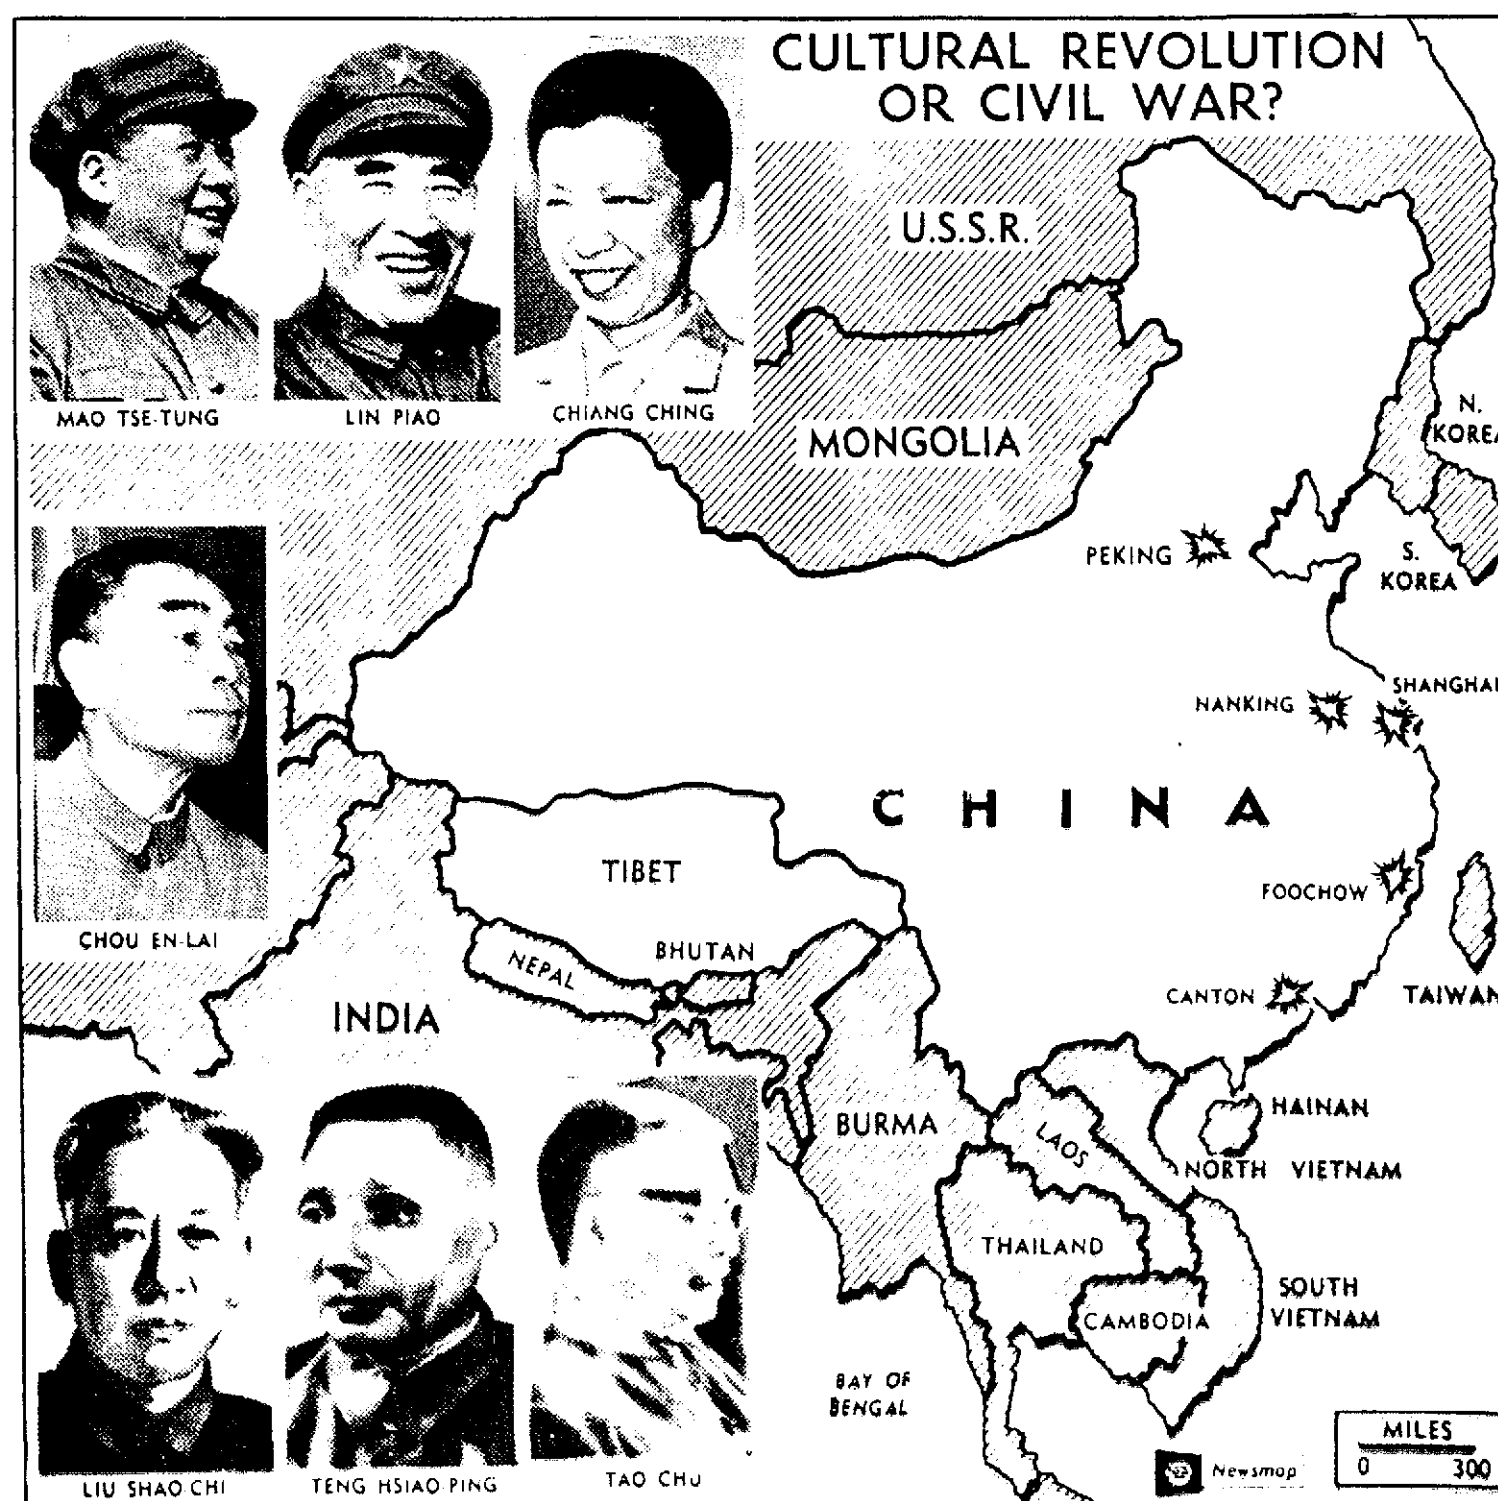 CULTURAL REVOLUTION
OR CIVIL WAR?
MAO TSE-TUNG
LIN PIAO
CHIANG CHING
U.S.S.R.
MONGOLIA
N.
KOREA
PEKING
S.
KOREA
CHOU EN-LAI
NANKING
SHANGHAI
CHINA
TIBET
FOOCHOW
NEPAL
BHUTAN
INDIA
CANTON
TAIWAN
BURMA
LAOS
HAINAN
NORTH VIETNAM
THAILAND
CAMBODIA
SOUTH
VIETNAM
BAY OF
BENGAL
LIU SHAO-CHI
TENG HSIAO-PING
TAO CHU
Newsmap
MILES
0 300